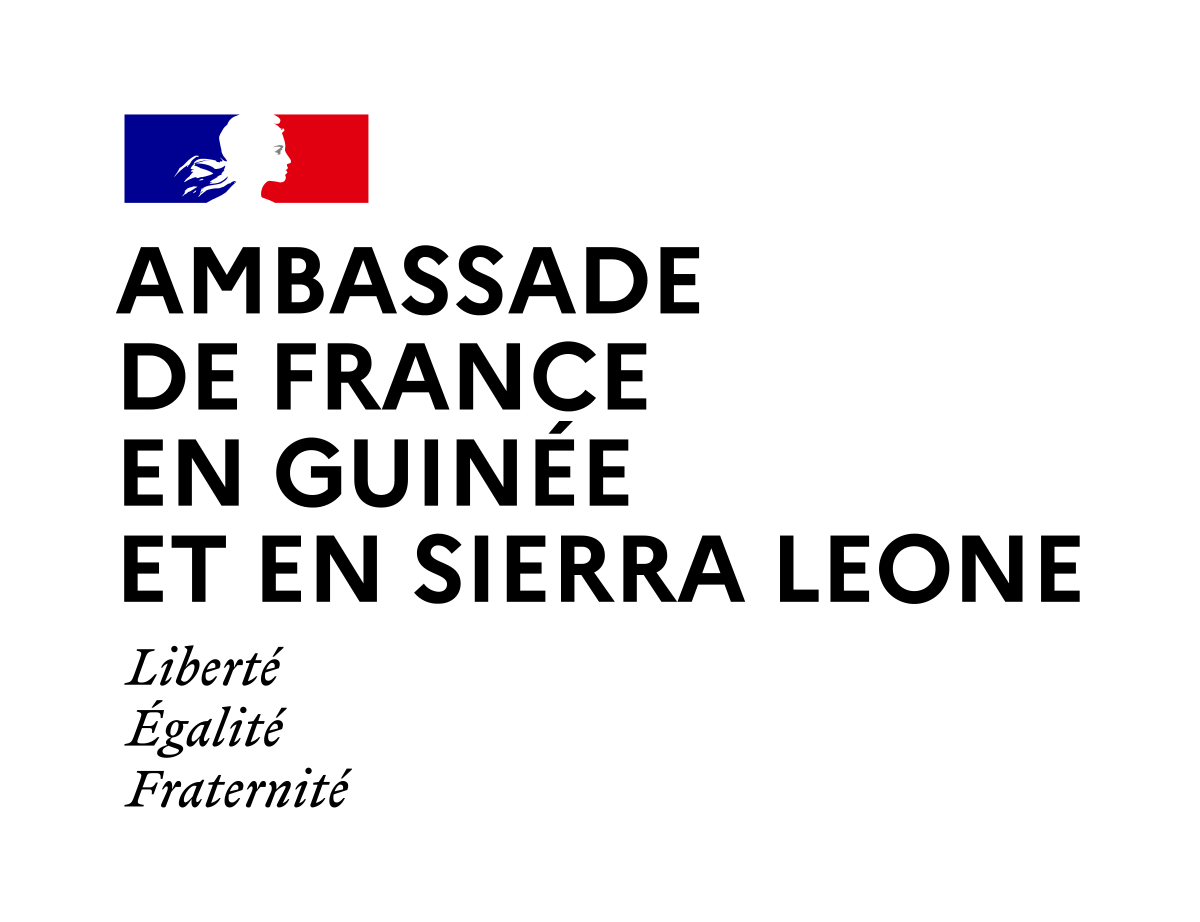 AMBASSADE
DE FRANCE
EN GUINÉE
ET EN SIERRA LEONE
Liberté
Égalité
Fraternité